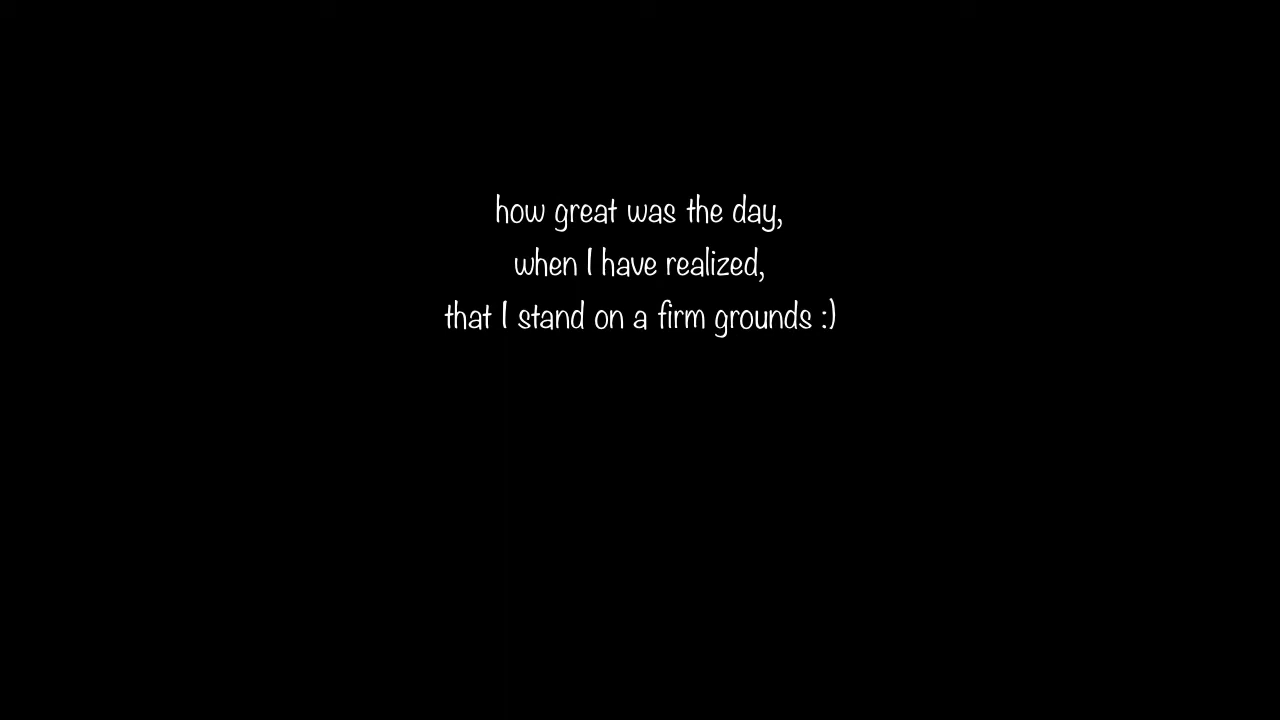 how great was the day,
when I have realized,
that I stand on a firm grounds :)